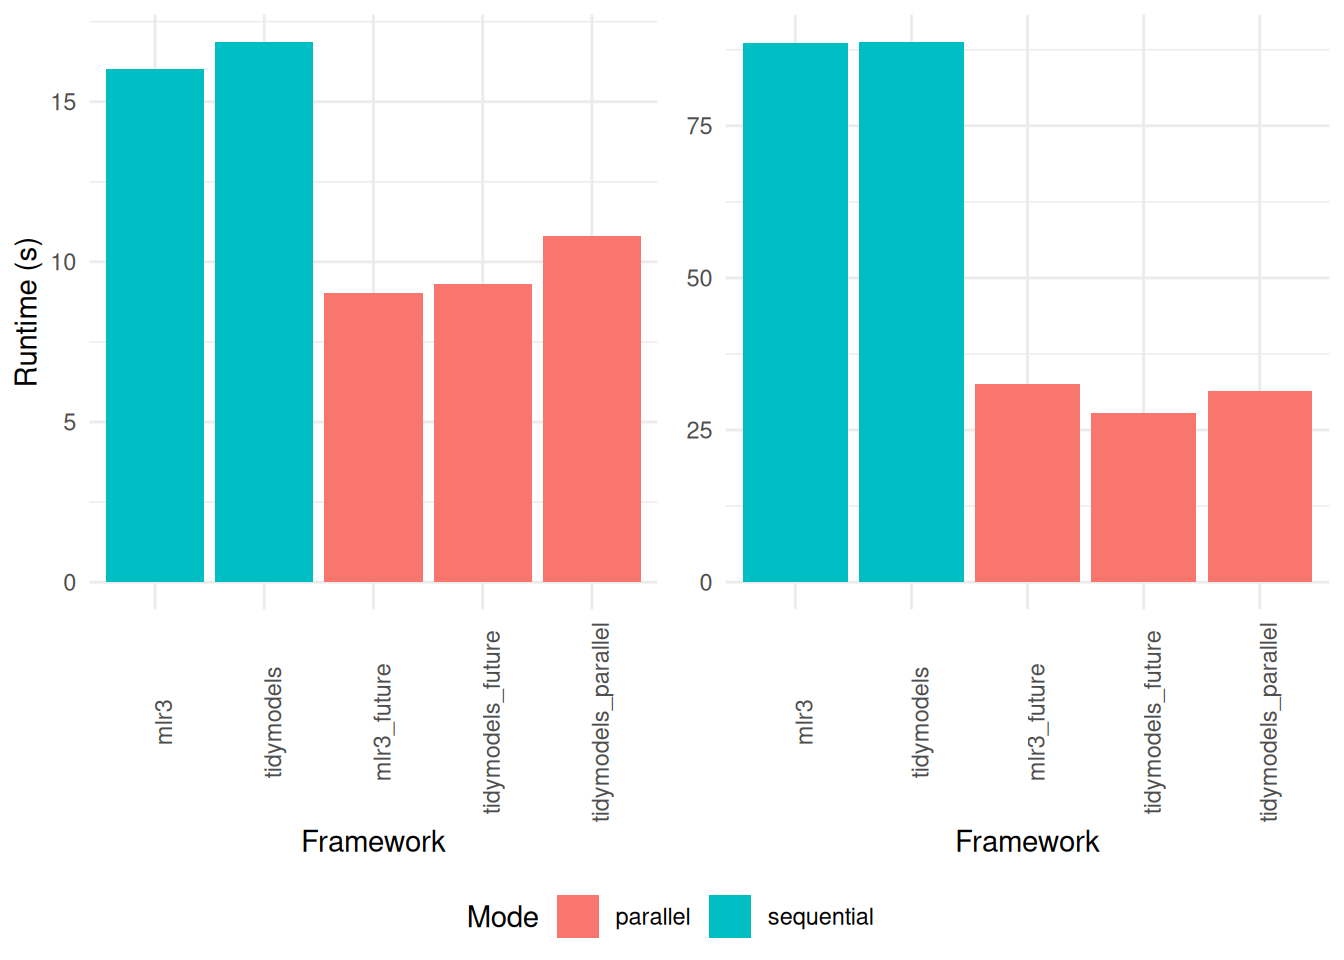 Runtime (s)
15
10
5
0
mlr3
tidymodels
mlr3_future
tidymodels_future
tidymodels_parallel
Framework
75
50
25
0
mlr3
tidymodels
mlr3_future
tidymodels_future
tidymodels_parallel
Framework
Mode parallel sequential